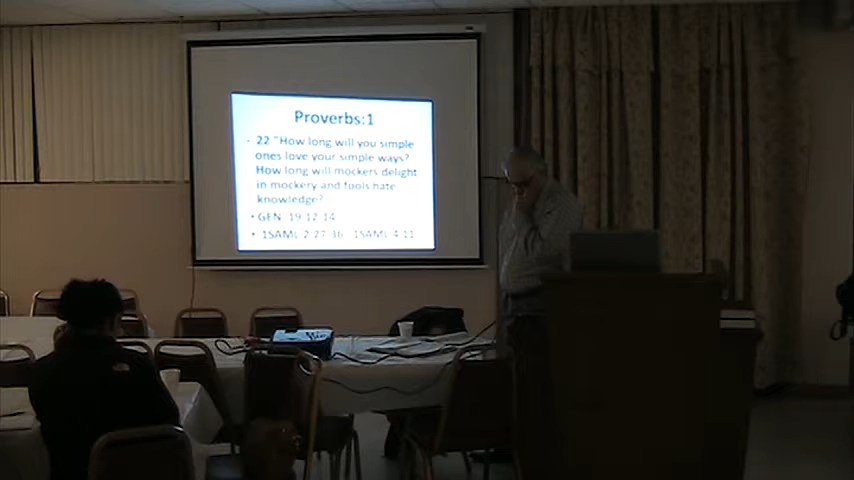 Proverbs:1
• 22 "How long will you simple
ones love your simple ways?
How long will mockers delight
in mockery and fools hate
knowledge?
• GEN: 19:12-14
• 1SAML 2:27-36 1SAML 4:11